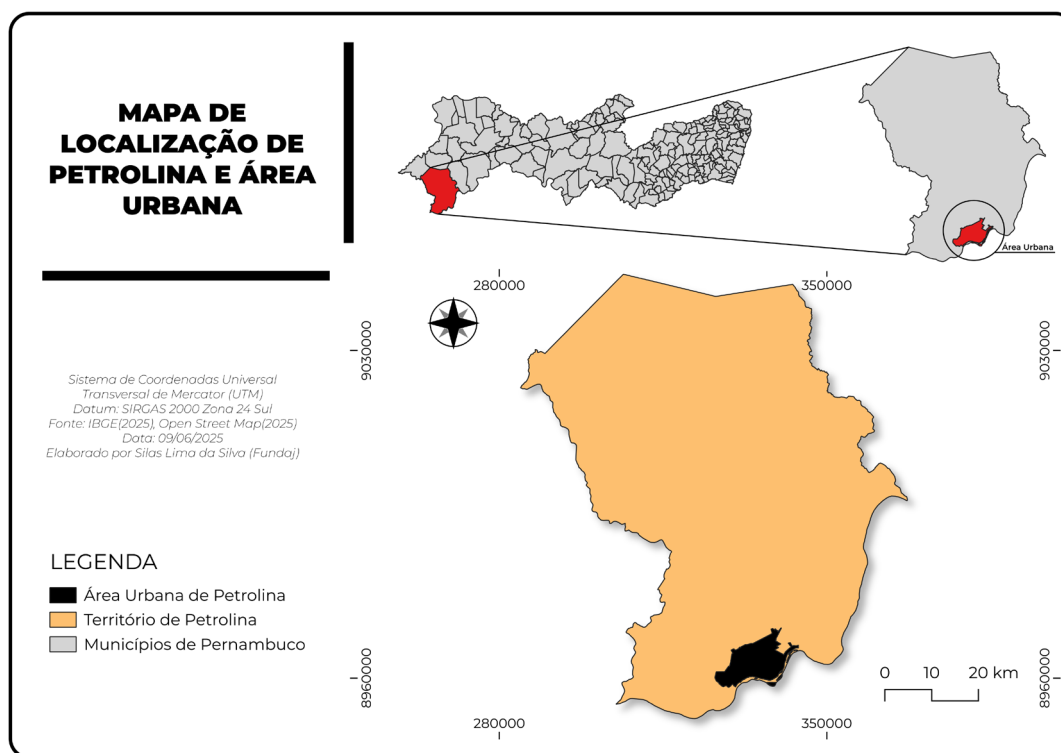 MAPA DE
LOCALIZAÇÃO DE
PETROLINA E ÁREA
URBANA
Sistema de Coordenadas Universal
Transversal de Mercator (UTM)
Datum: SIRGAS 2000 Zona 24 Sul
Fonte: IBGE(2025), Open Street Map(2025)
Data: 09/06/2025
Elaborado por Silas Lima da Silva (Fundaj)
LEGENDA
Área Urbana de Petrolina
Território de Petrolina
Municípios de Pernambuco
Área Urbana
280000
350000
9030000
9030000
8960000
8960000
0 10 20 km
280000
350000